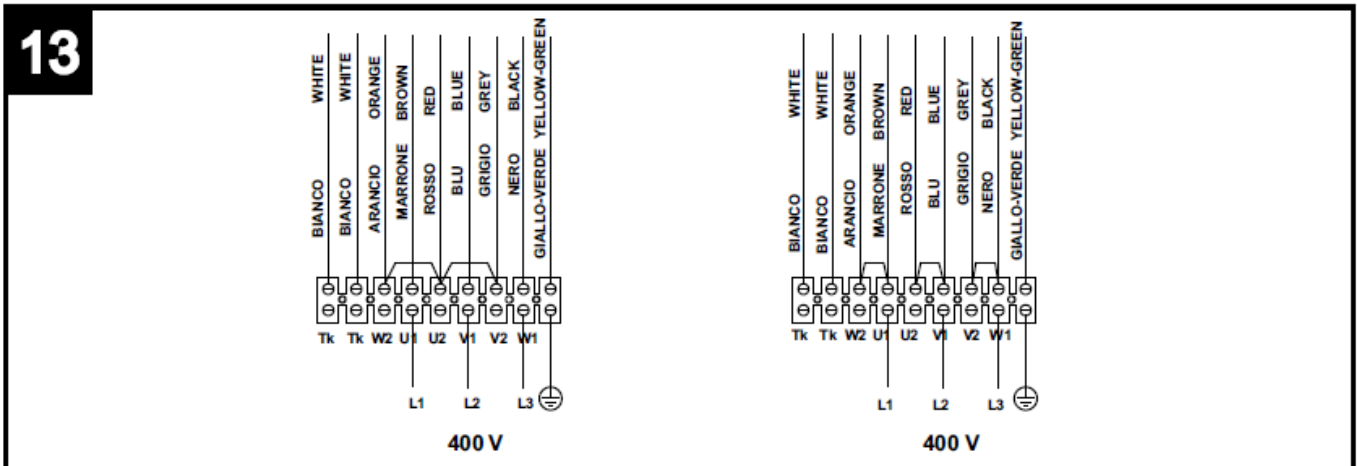 13
WHITE
WHITE
ORANGE
BROWN
RED
BLUE
GREY
BLACK
YELLOW-GREEN
BIANCO
BIANCO
ARANCIO
MARRONE
ROSSO
BLU
GRIGIO
NERO
GIALLO-VERDE
Tk Tk W2 U1 U2 V1 V2 W1
L1 L2 L3
400 V
WHITE
WHITE
ORANGE
BROWN
RED
BLUE
GREY
BLACK
YELLOW-GREEN
BIANCO
BIANCO
ARANCIO
MARRONE
ROSSO
BLU
GRIGIO
NERO
GIALLO-VERDE
Tk Tk W2 U1 U2 V1 V2 W1
L1 L2 L3
400 V